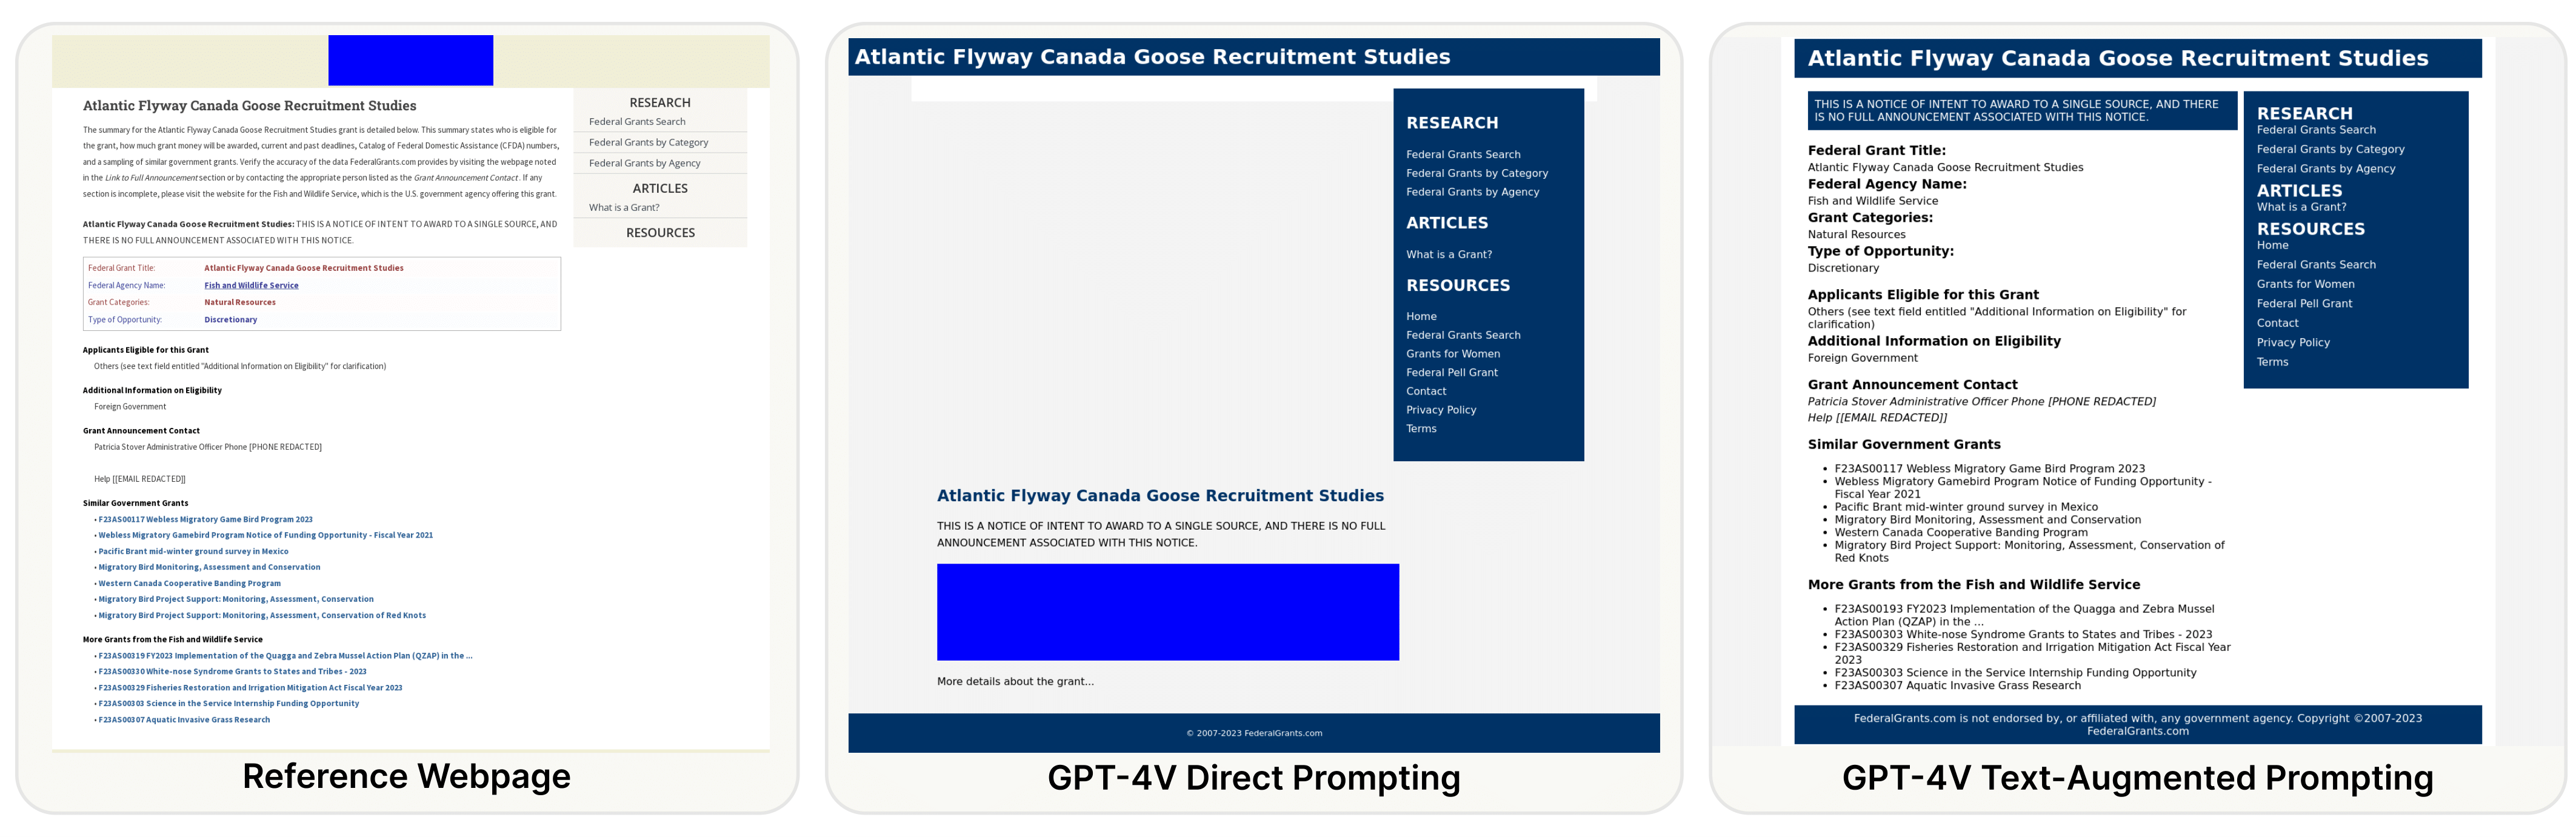 Atlantic Flyway Canada Goose Recruitment Studies
The summary for the Atlantic Flyway Canada Goose Recruitment Studies grant is detailed below. This summary states who is eligible for
the grant, how much grant money will be awarded, current and past deadlines, Catalog of Federal Domestic Assistance (CFDA) numbers,
and a sampling of similar government grants. Verify the accuracy of the data FederalGrants.com provides by visiting the webpage noted
in the Link to Full Announcement section or by contacting the appropriate person listed as the Grant Announcement Contact . If any
section is incomplete, please visit the website for the Fish and Wildlife Service, which is the U.S. government agency offering this grant.
Atlantic Flyway Canada Goose Recruitment Studies: THIS IS A NOTICE OF INTENT TO AWARD TO A SINGLE SOURCE, AND
THERE IS NO FULL ANNOUNCEMENT ASSOCIATED WITH THIS NOTICE.
Federal Grant Title: Atlantic Flyway Canada Goose Recruitment Studies
Federal Agency Name: Fish and Wildlife Service
Grant Categories: Natural Resources
Type of Opportunity: Discretionary
Applicants Eligible for this Grant
Others (see text field entitled "Additional Information on Eligibility" for clarification)
Additional Information on Eligibility
Foreign Government
Grant Announcement Contact
Patricia Stover Administrative Officer Phone [PHONE REDACTED]
Help [[EMAIL REDACTED]]
Similar Government Grants
• F23AS00117 Webless Migratory Game Bird Program 2023
• Webless Migratory Gamebird Program Notice of Funding Opportunity - Fiscal Year 2021
• Pacific Brant mid-winter ground survey in Mexico
• Migratory Bird Monitoring, Assessment and Conservation
• Western Canada Cooperative Banding Program
• Migratory Bird Project Support: Monitoring, Assessment, Conservation
• Migratory Bird Project Support: Monitoring, Assessment, Conservation of Red Knots
More Grants from the Fish and Wildlife Service
• F23AS00319 FY2023 Implementation of the Quagga and Zebra Mussel Action Plan (QZAP) in the ...
• F23AS00330 White-nose Syndrome Grants to States and Tribes - 2023
• F23AS00329 Fisheries Restoration and Irrigation Mitigation Act Fiscal Year 2023
• F23AS00303 Science in the Service Internship Funding Opportunity
• F23AS00307 Aquatic Invasive Grass Research
RESEARCH
Federal Grants Search
Federal Grants by Category
Federal Grants by Agency
ARTICLES
What is a Grant?
RESOURCES
Reference Webpage
Atlantic Flyway Canada Goose Recruitment Studies
RESEARCH
Federal Grants Search
Federal Grants by Category
Federal Grants by Agency
ARTICLES
What is a Grant?
RESOURCES
Home
Federal Grants Search
Grants for Women
Federal Pell Grant
Contact
Privacy Policy
Terms
Atlantic Flyway Canada Goose Recruitment Studies
THIS IS A NOTICE OF INTENT TO AWARD TO A SINGLE SOURCE, AND THERE IS NO FULL
ANNOUNCEMENT ASSOCIATED WITH THIS NOTICE.
More details about the grant...
© 2007-2023 FederalGrants.com
GPT-4V Direct Prompting
Atlantic Flyway Canada Goose Recruitment Studies
THIS IS A NOTICE OF INTENT TO AWARD TO A SINGLE SOURCE, AND THERE
IS NO FULL ANNOUNCEMENT ASSOCIATED WITH THIS NOTICE.
Federal Grant Title:
Atlantic Flyway Canada Goose Recruitment Studies
Federal Agency Name:
Fish and Wildlife Service
Grant Categories:
Natural Resources
Type of Opportunity:
Discretionary
Applicants Eligible for this Grant
Others (see text field entitled "Additional Information on Eligibility" for
clarification)
Additional Information on Eligibility
Foreign Government
Grant Announcement Contact
Patricia Stover Administrative Officer Phone [PHONE REDACTED]
Help [[EMAIL REDACTED]]
Similar Government Grants
• F23AS00117 Webless Migratory Game Bird Program 2023
• Webless Migratory Gamebird Program Notice of Funding Opportunity -
Fiscal Year 2021
• Pacific Brant mid-winter ground survey in Mexico
• Migratory Bird Monitoring, Assessment and Conservation
• Western Canada Cooperative Banding Program
• Migratory Bird Project Support: Monitoring, Assessment, Conservation of
Red Knots
More Grants from the Fish and Wildlife Service
• F23AS00193 FY2023 Implementation of the Quagga and Zebra Mussel
Action Plan (QZAP) in the ...
• F23AS00303 White-nose Syndrome Grants to States and Tribes - 2023
• F23AS00329 Fisheries Restoration and Irrigation Mitigation Act Fiscal Year
2023
• F23AS00303 Science in the Service Internship Funding Opportunity
• F23AS00307 Aquatic Invasive Grass Research
RESEARCH
Federal Grants Search
Federal Grants by Category
Federal Grants by Agency
ARTICLES
What is a Grant?
RESOURCES
Home
Federal Grants Search
Grants for Women
Federal Pell Grant
Contact
Privacy Policy
Terms
FederalGrants.com is not endorsed by, or affiliated with, any government agency. Copyright ©2007-2023
FederalGrants.com
GPT-4V Text-Augmented Prompting